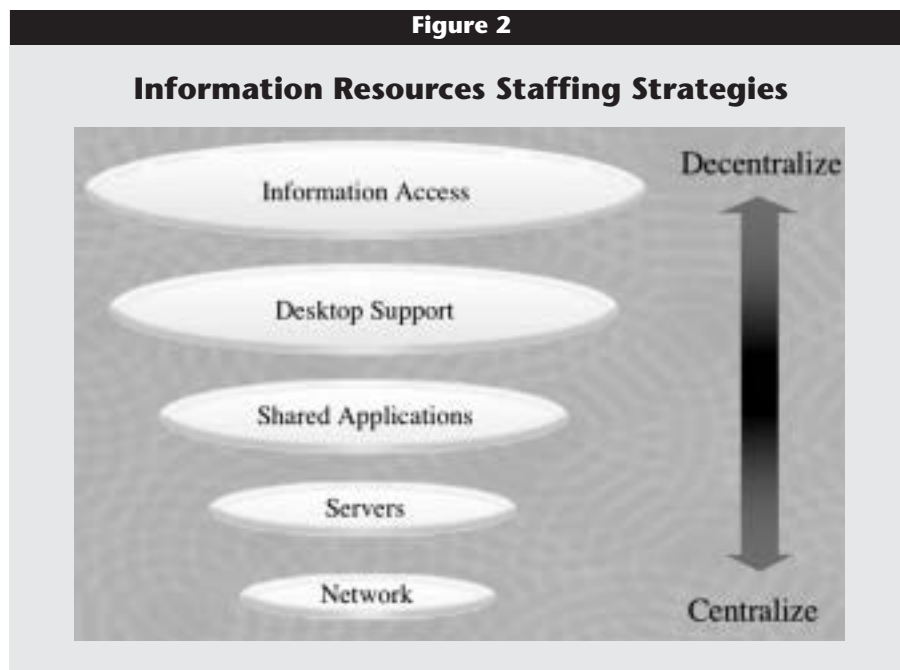 Figure 2
Information Resources Staffing Strategies
Decentralize
Information Access
Desktop Support
Shared Applications
Servers
Network
Centralize